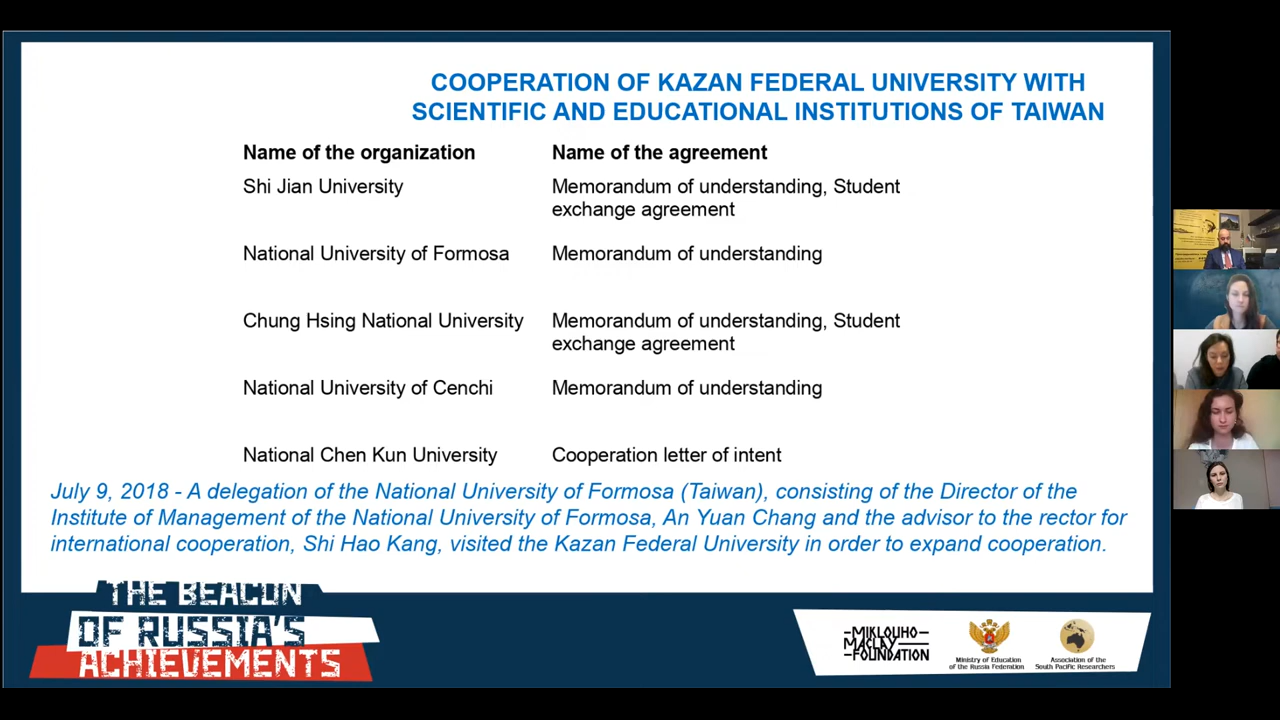 COOPERATION OF KAZAN FEDERAL UNIVERSITY WITH
SCIENTIFIC AND EDUCATIONAL INSTITUTIONS OF TAIWAN
Name of the organization Name of the agreement
Shi Jian University Memorandum of understanding, Student
exchange agreement
National University of Formosa Memorandum of understanding
Chung Hsing National University Memorandum of understanding, Student
exchange agreement
National University of Cenchi Memorandum of understanding
National Chen Kun University Cooperation letter of intent
July 9, 2018 - A delegation of the National University of Formosa (Taiwan), consisting of the Director of the
Institute of Management of the National University of Formosa, An Yuan Chang and the advisor to the rector for
international cooperation, Shi Hao Kang, visited the Kazan Federal University in order to expand cooperation.
THE BEACON
OF RUSSIA'S
ACHIEVEMENTS
MIKLOUHO
MACLAY
FOUNDATION
Ministry of Education
of the Russia Federation
Association of the
South Pacific Researchers